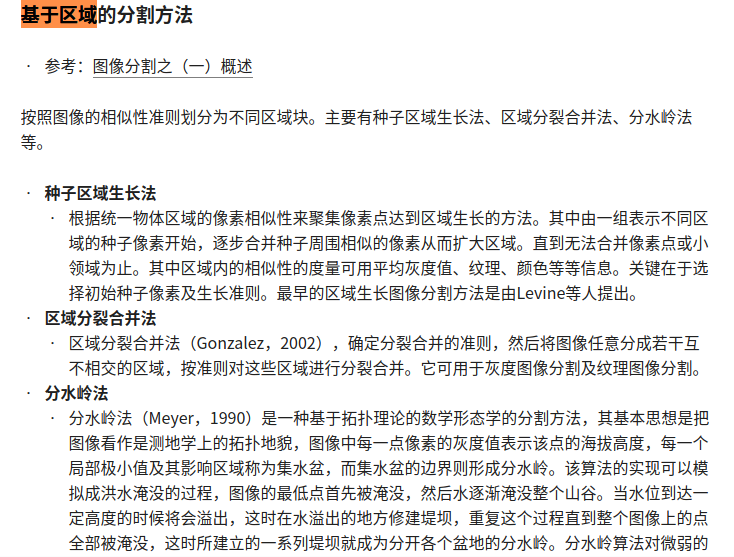 基于区域的分割方法
· 参考：图像分割之（一）概述
按照图像的相似性准则划分为不同区域块。主要有种子区域生长法、区域分裂合并法、分水岭法
等。
· 种子区域生长法
· 根据统一物体区域的像素相似性来聚集像素点达到区域生长的方法。其中由一组表示不同区
域的种子像素开始，逐步合并种子周围相似的像素从而扩大区域。直到无法合并像素点或小
领域为止。其中区域内的相似性的度量可用平均灰度值、纹理、颜色等等信息。关键在于选
择初始种子像素及生长准则。最早的区域生长图像分割方法是由Levine等人提出。
· 区域分裂合并法
· 区域分裂合并法（Gonzalez，2002），确定分裂合并的准则，然后将图像任意分成若干互
不相交的区域，按准则对这些区域进行分裂合并。它可用于灰度图像分割及纹理图像分割。
· 分水岭法
· 分水岭法（Meyer，1990）是一种基于拓扑理论的数学形态学的分割方法，其基本思想是把
图像看作是测地学上的拓扑地貌，图像中每一点像素的灰度值表示该点的海拔高度，每一个
局部极小值及其影响区域称为集水盆，而集水盆的边界则形成分水岭。该算法的实现可以模
拟成洪水淹没的过程，图像的最低点首先被淹没，然后水逐渐淹没整个山谷。当水位到达一
定高度的时候将会溢出，这时在水溢出的地方修建堤坝，重复这个过程直到整个图像上的点
全部被淹没，这时所建立的一系列堤坝就成为分开各个盆地的分水岭。分水岭算法对微弱的